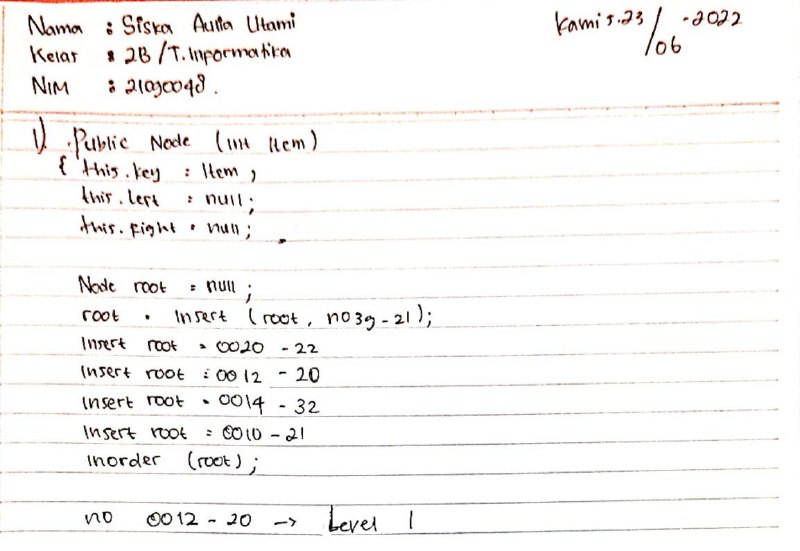 Nama : Siska Aulia Utami
Kamis.23/06-2022
Kelas : 2B/T.Informatika
NIM : 21090048.
1) .Public Node (int Item)
{ this.key = Item ,
this.left = null;
this.right = null;
Node root = null ;
root = Insert (root, no39-21);
Insert root = 0020 - 22
Insert root = 0012 - 20
Insert root = 0014 - 32
Insert root = 0010 - 21
Inorder (root) ;
no 0012 - 20 -> Level 1